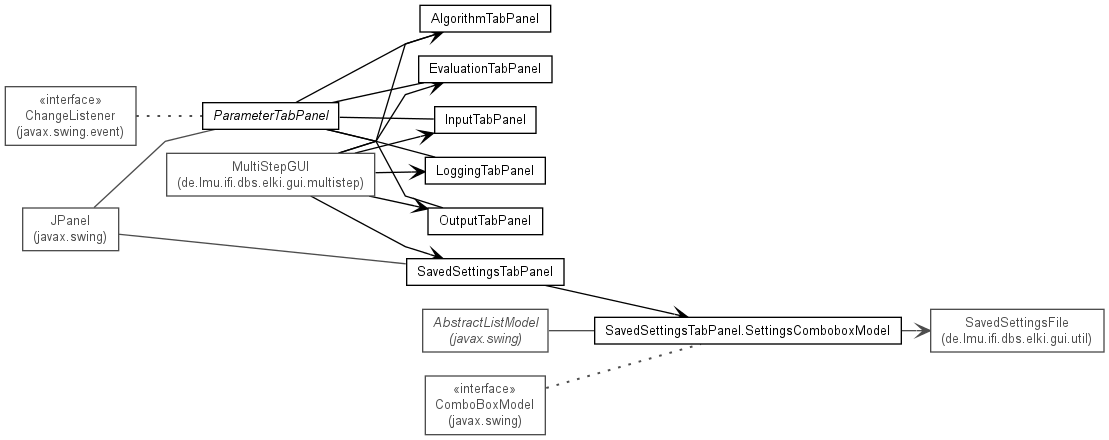 AlgorithmTabPanel
EvaluationTabPanel
«interface»
ChangeListener
(javax.swing.event)
ParameterTabPanel
InputTabPanel
MultiStepGUI
(de.lmu.ifi.dbs.elki.gui.multistep)
LoggingTabPanel
JPanel
(javax.swing)
OutputTabPanel
SavedSettingsTabPanel
AbstractListModel
(javax.swing)
SavedSettingsTabPanel.SettingsComboboxModel
SavedSettingsFile
(de.lmu.ifi.dbs.elki.gui.util)
«interface»
ComboBoxModel
(javax.swing)